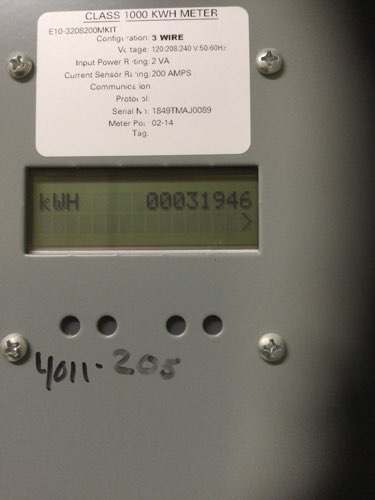 CLASS 1000 KWH METER
E10-3208200MKIT
Configuration: 3 WIRE
Voltage: 120/208-240 V:50-60Hz
Input Power Rating: 2 VA
Current Sensor Rating: 200 AMPS
Communication
Protocol:
Serial No: 1849TMAJ0089
Meter Pos: 02-14
Tag:
kWH 00031946
>
4011-205